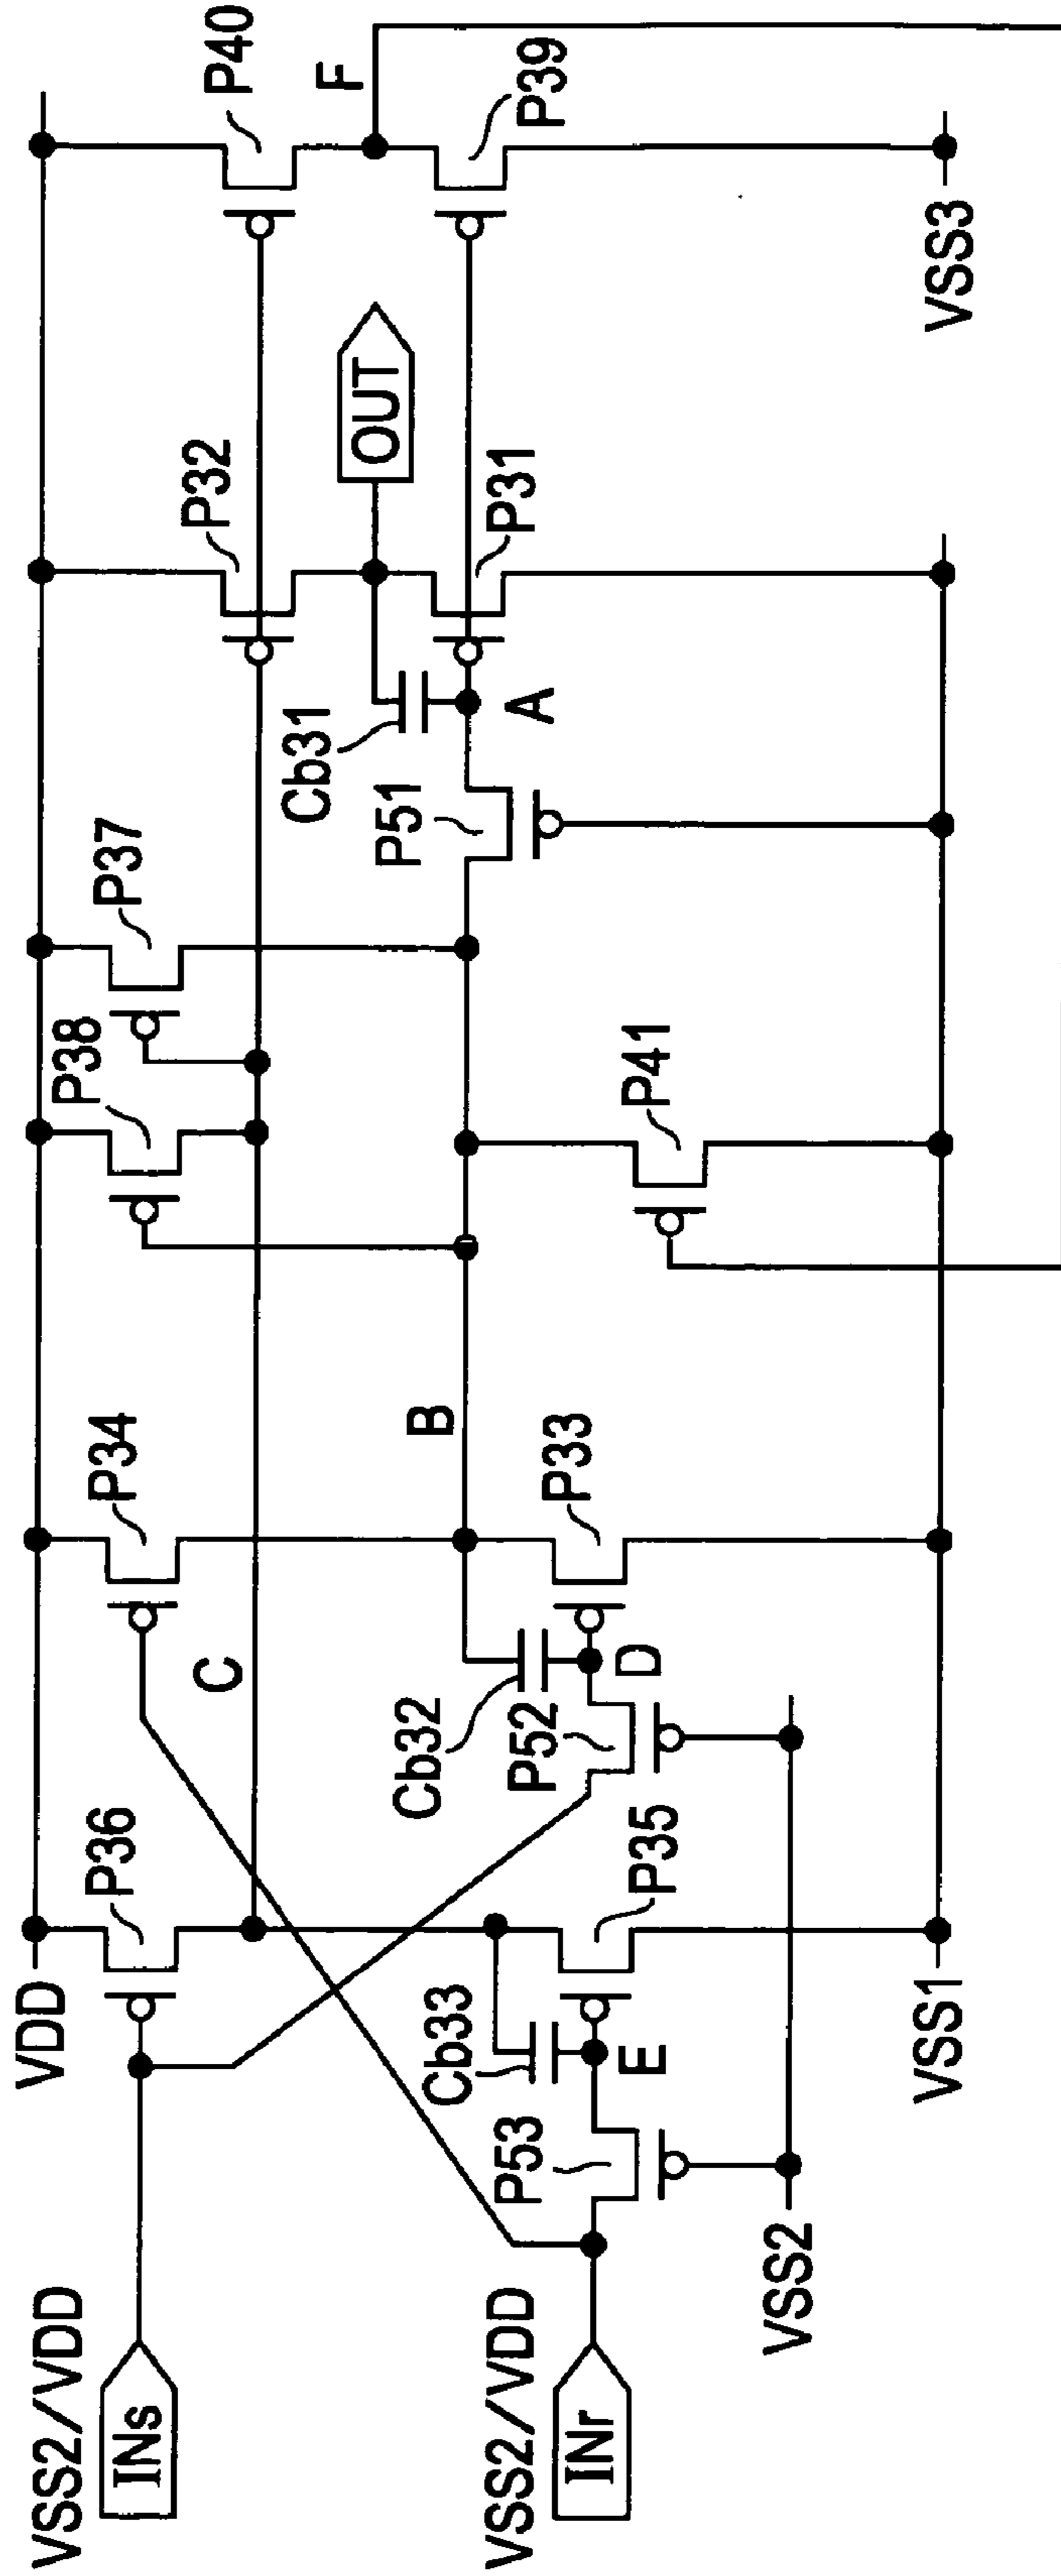 VSS2/VDD
INs
VSS2/VDD
INr
VDD
P36
P34
P38
P37
P32
P40
C
B
F
OUT
Cb33
P53
E
P35
Cb32
P52
D
P33
P41
P51
Cb31
A
P31
P39
VSS2
VSS1
VSS3